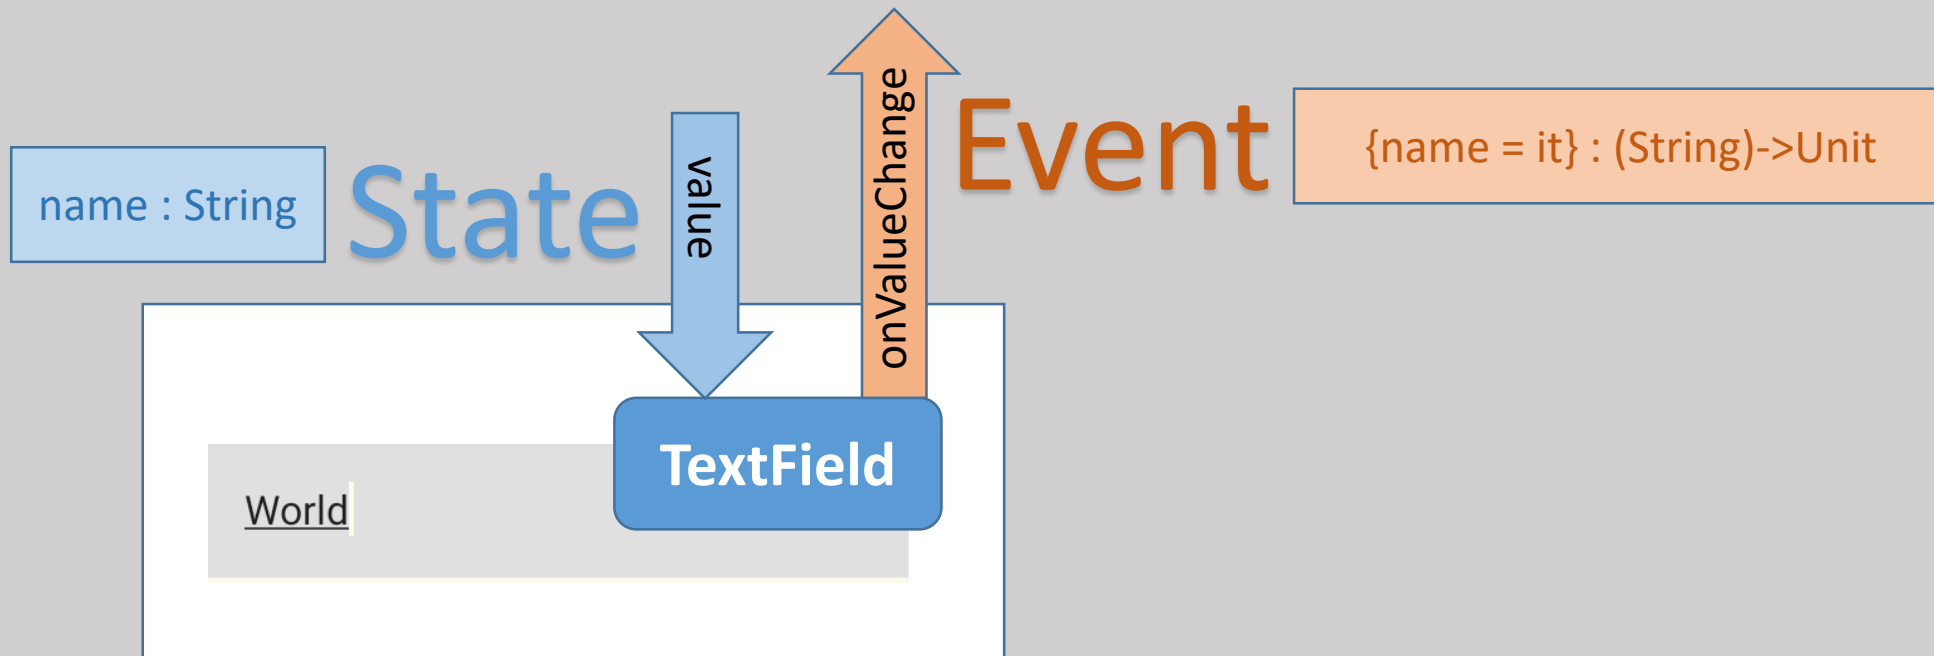 name : String
State
value
onValueChange
Event
{name = it} : (String)->Unit
TextField
World